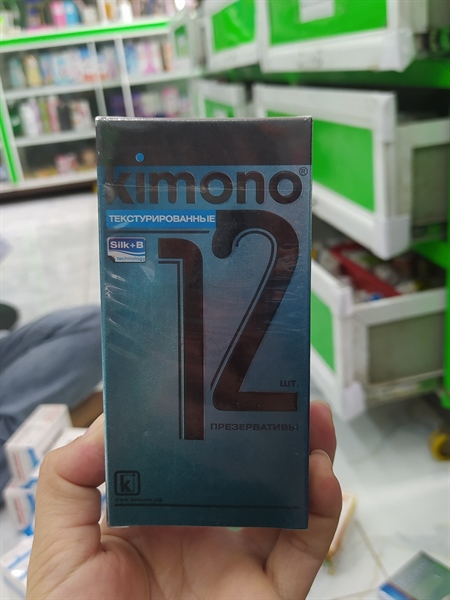 kimono®
ТЕКСТУРИРОВАННЫЕ
Silk+B
12
ШТ.
ПРЕЗЕРВАТИВЫ
k